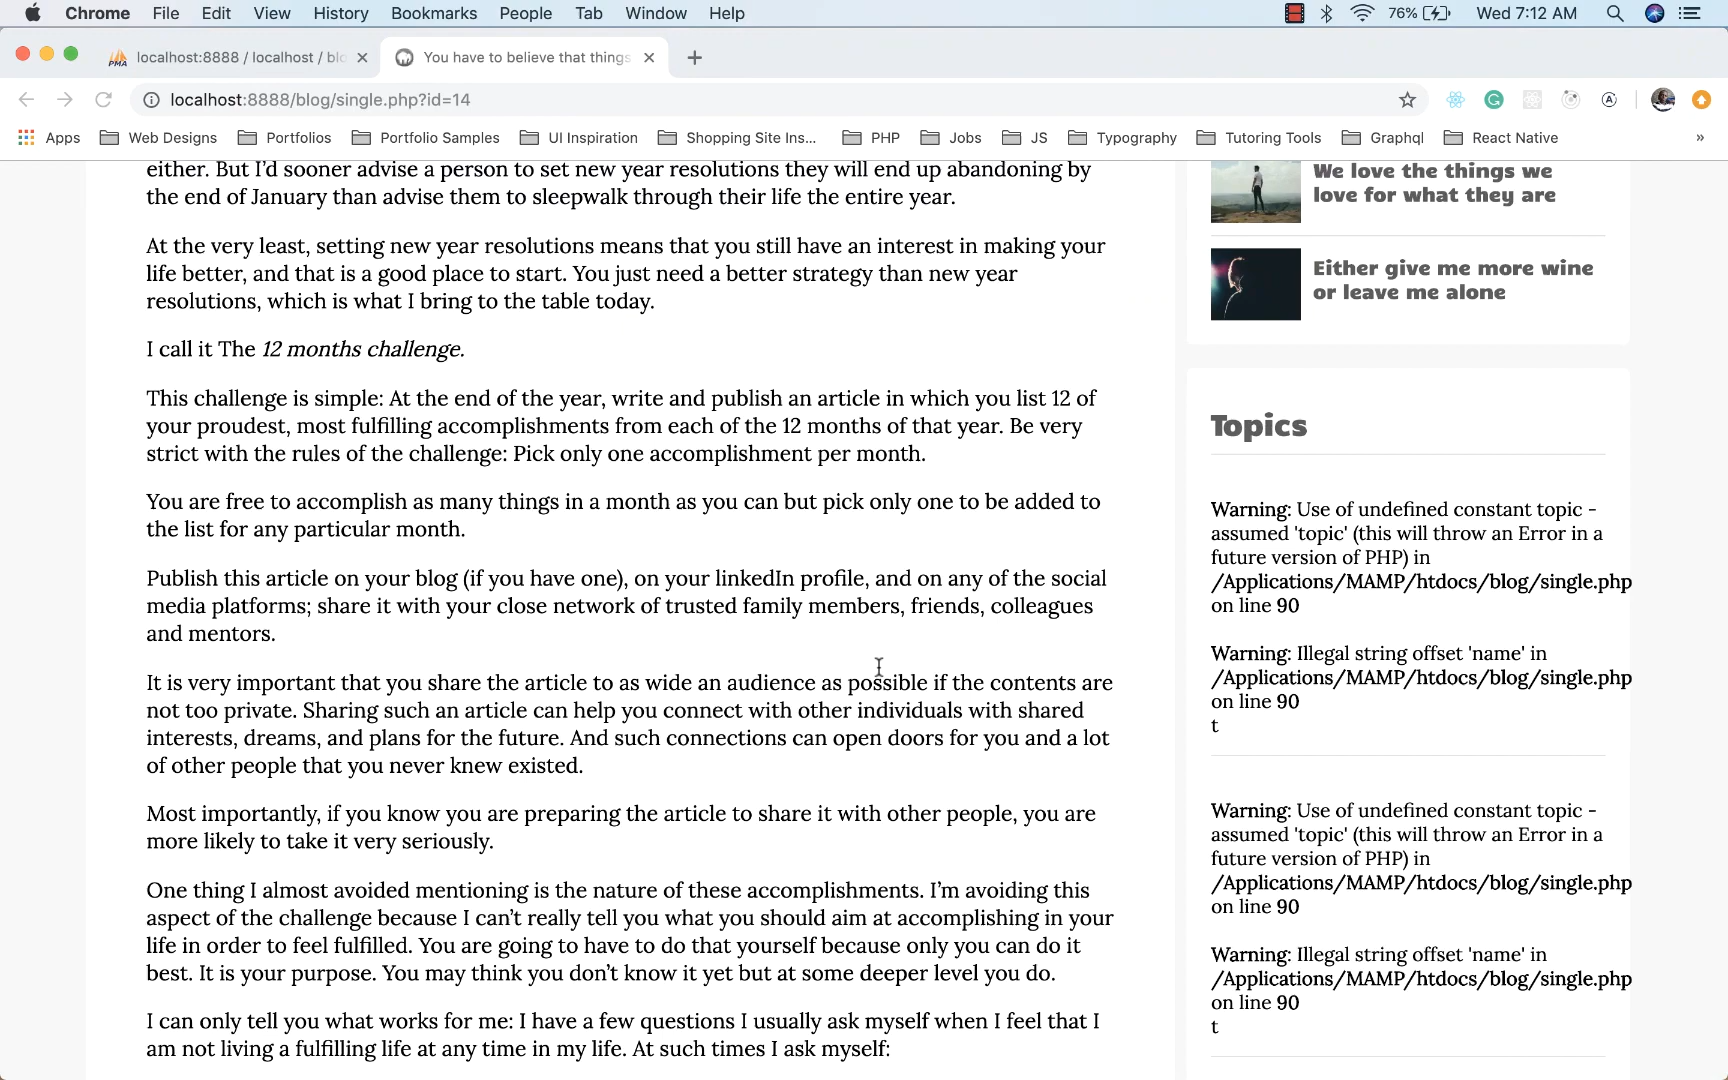 Chrome File Edit View History Bookmarks People Tab Window Help 76% Wed 7:12 AM
PMA localhost:8888 / localhost / blo You have to believe that things
localhost:8888/blog/single.php?id=14
Apps Web Designs Portfolios Portfolio Samples UI Inspiration Shopping Site Ins... PHP Jobs JS Typography Tutoring Tools Graphql React Native »
either. But I’d sooner advise a person to set new year resolutions they will end up abandoning by
the end of January than advise them to sleepwalk through their life the entire year.
At the very least, setting new year resolutions means that you still have an interest in making your
life better, and that is a good place to start. You just need a better strategy than new year
resolutions, which is what I bring to the table today.
I call it The 12 months challenge.
This challenge is simple: At the end of the year, write and publish an article in which you list 12 of
your proudest, most fulfilling accomplishments from each of the 12 months of that year. Be very
strict with the rules of the challenge: Pick only one accomplishment per month.
You are free to accomplish as many things in a month as you can but pick only one to be added to
the list for any particular month.
Publish this article on your blog (if you have one), on your linkedIn profile, and on any of the social
media platforms; share it with your close network of trusted family members, friends, colleagues
and mentors.
It is very important that you share the article to as wide an audience as possible if the contents are
not too private. Sharing such an article can help you connect with other individuals with shared
interests, dreams, and plans for the future. And such connections can open doors for you and a lot
of other people that you never knew existed.
Most importantly, if you know you are preparing the article to share it with other people, you are
more likely to take it very seriously.
One thing I almost avoided mentioning is the nature of these accomplishments. I’m avoiding this
aspect of the challenge because I can’t really tell you what you should aim at accomplishing in your
life in order to feel fulfilled. You are going to have to do that yourself because only you can do it
best. It is your purpose. You may think you don’t know it yet but at some deeper level you do.
I can only tell you what works for me: I have a few questions I usually ask myself when I feel that I
am not living a fulfilling life at any time in my life. At such times I ask myself:
We love the things we
love for what they are
Either give me more wine
or leave me alone
Topics
Warning: Use of undefined constant topic -
assumed 'topic' (this will throw an Error in a
future version of PHP) in
/Applications/MAMP/htdocs/blog/single.php
on line 90
Warning: Illegal string offset 'name' in
/Applications/MAMP/htdocs/blog/single.php
on line 90
t
Warning: Use of undefined constant topic -
assumed 'topic' (this will throw an Error in a
future version of PHP) in
/Applications/MAMP/htdocs/blog/single.php
on line 90
Warning: Illegal string offset 'name' in
/Applications/MAMP/htdocs/blog/single.php
on line 90
t